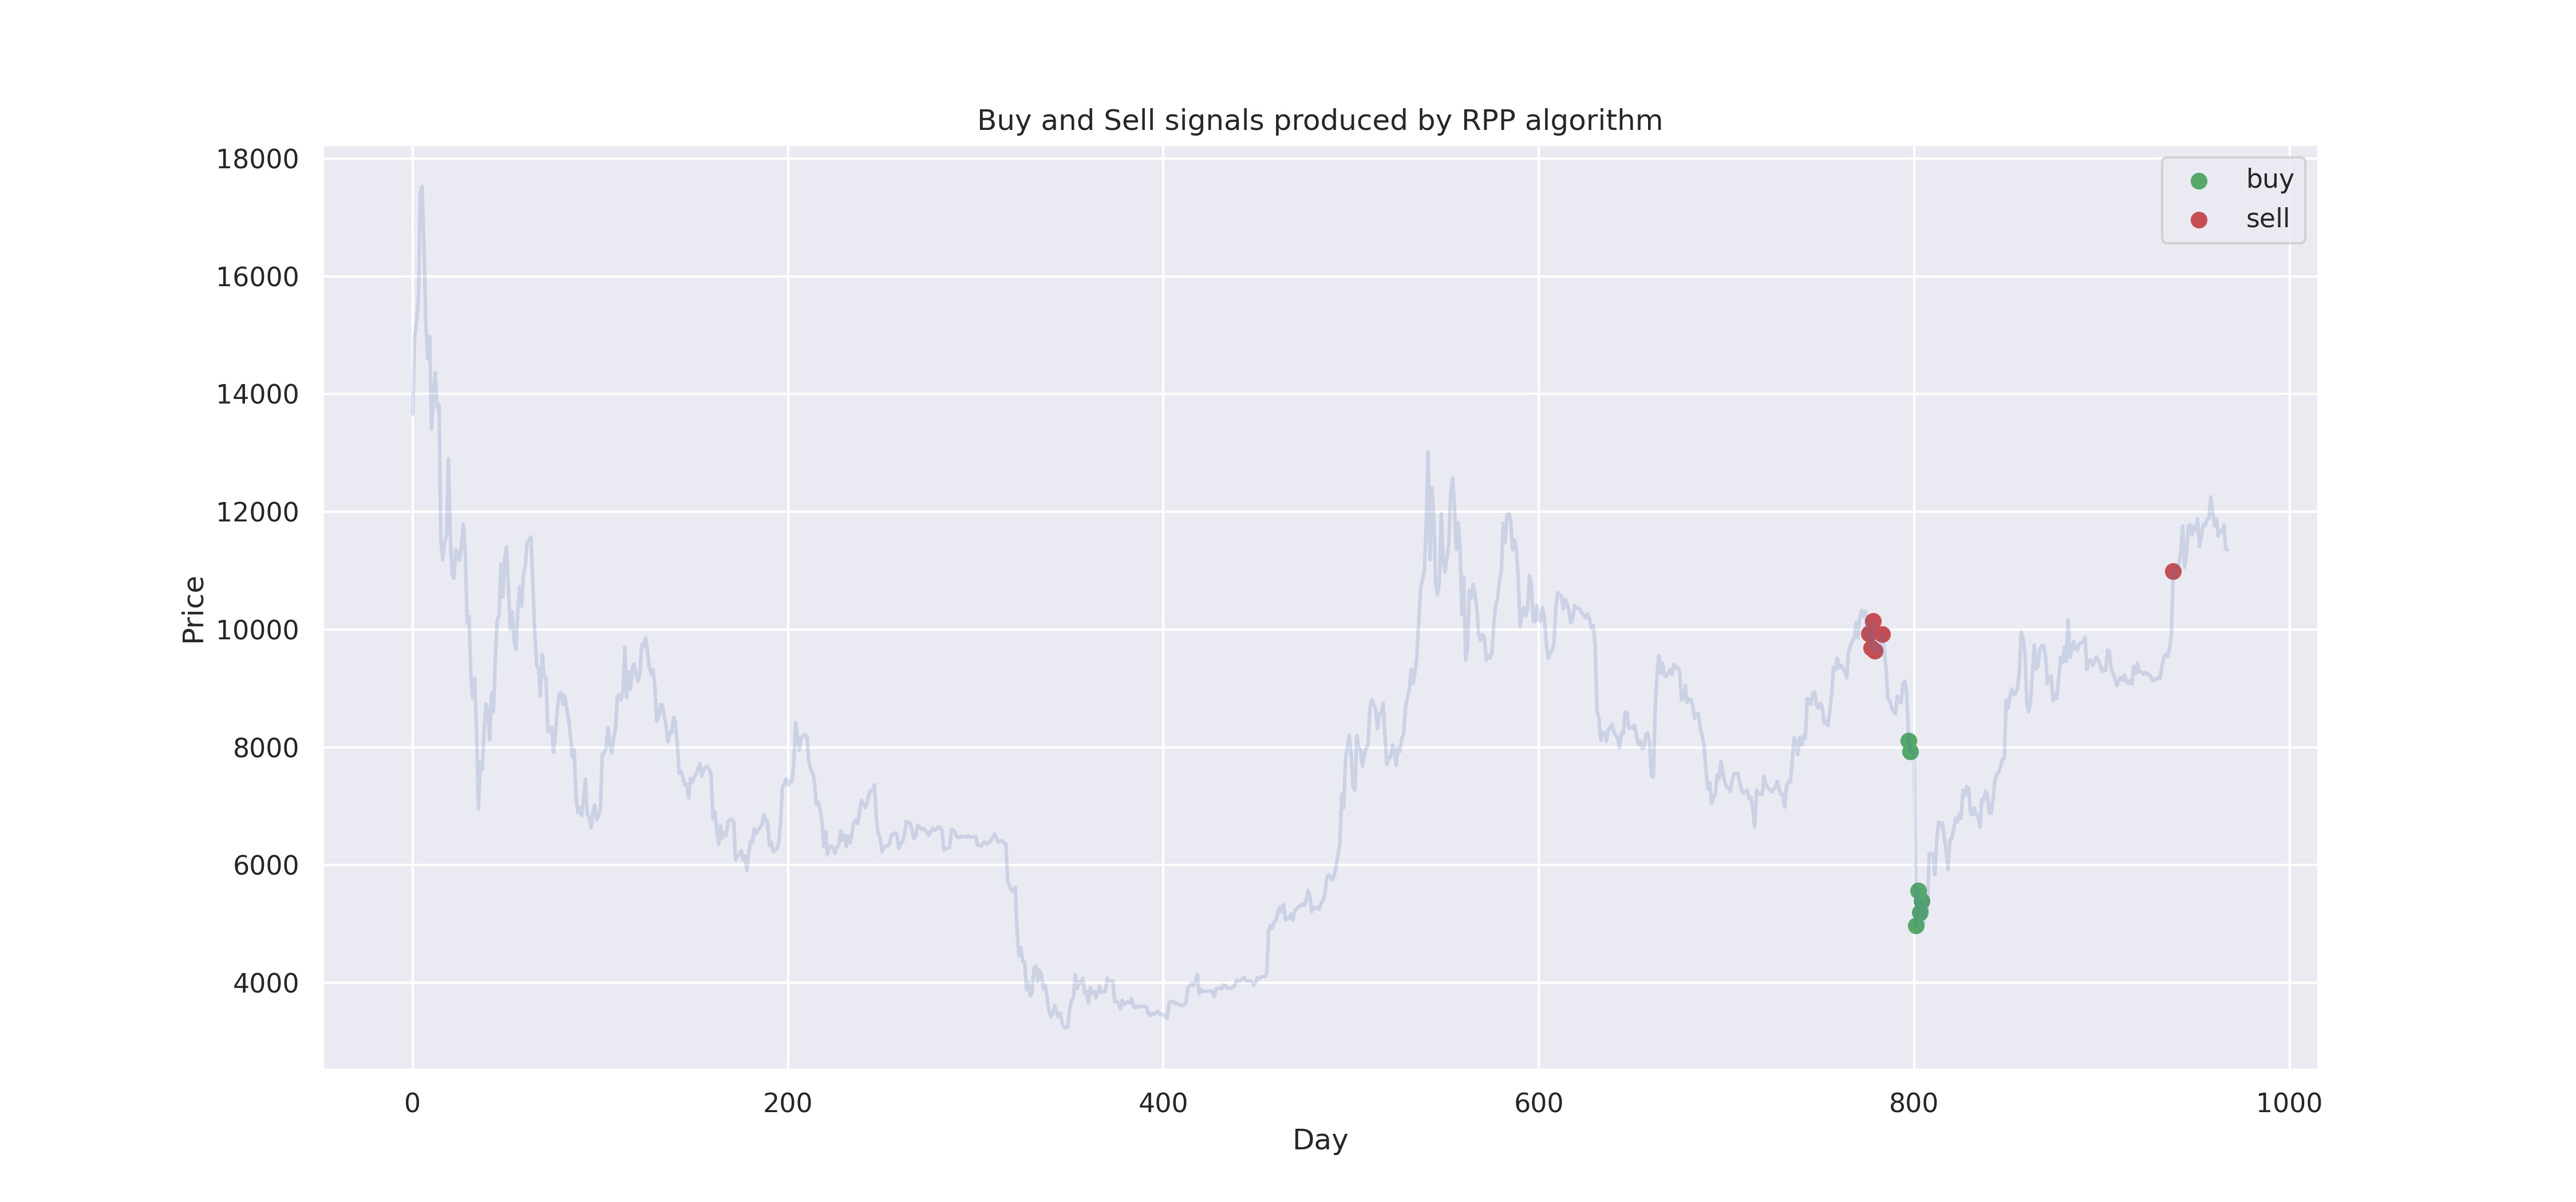 Buy and Sell signals produced by RPP algorithm
18000
16000
14000
12000
10000
8000
6000
4000
Price
buy
sell
0 200 400 600 800 1000
Day